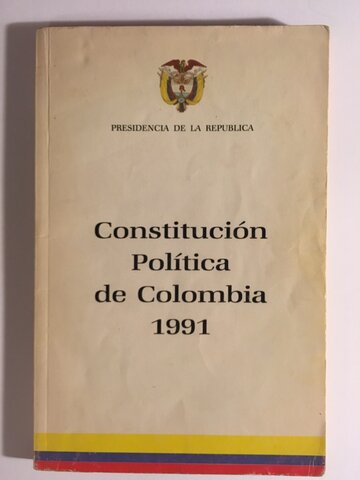 PRESIDENCIA DE LA REPUBLICA
Constitución
Política
de Colombia
1991